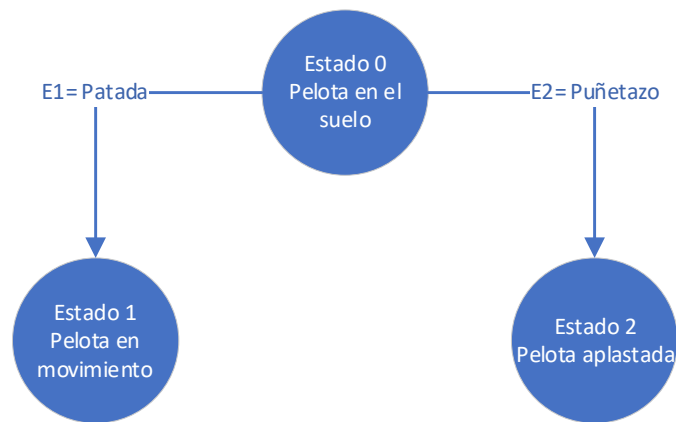 Estado 0
Pelota en el
suelo
E1= Patada
E2= Puñetazo
Estado 1
Pelota en
movimiento
Estado 2
Pelota aplastada